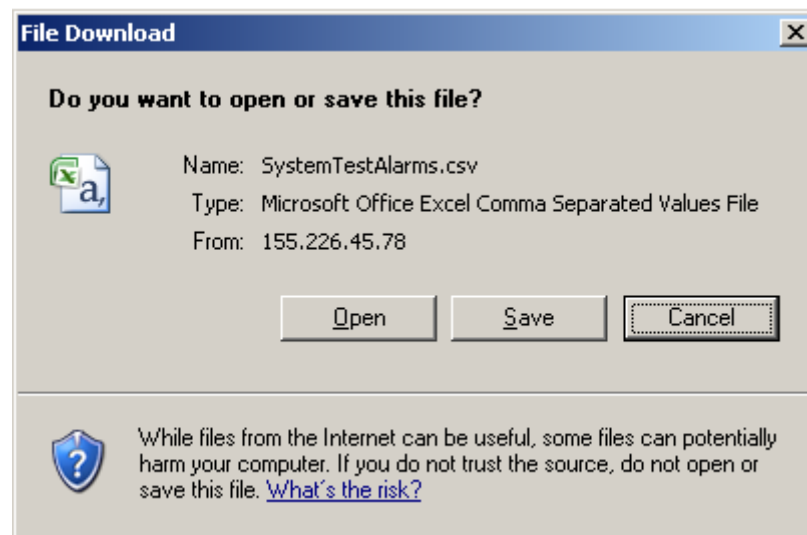 File Download
Do you want to open or save this file?
Name: SystemTestAlarms.csv
Type: Microsoft Office Excel Comma Separated Values File
From: 155.226.45.78
Open Save Cancel
While files from the Internet can be useful, some files can potentially
harm your computer. If you do not trust the source, do not open or
save this file. What's the risk?